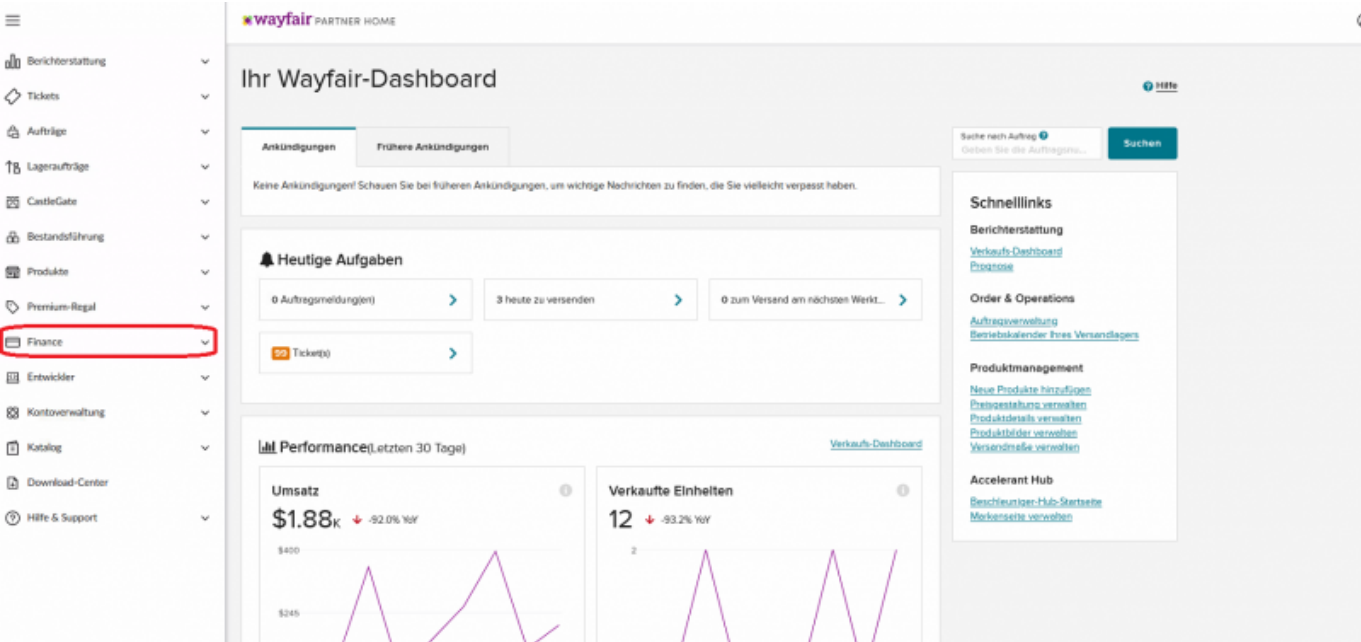 wayfair PARTNER HOME
Berichterstattung
Tickets
Aufträge
Lageraufträge
CastleGate
Bestandsführung
Produkte
Premium-Regal
Finance
Entwickler
Kontoverwaltung
Katalog
Download-Center
Hilfe & Support
Ihr Wayfair-Dashboard
Hilfe
Ankündigungen
Frühere Ankündigungen
Keine Ankündigungen! Schauen Sie bei früheren Ankündigungen, um wichtige Nachrichten zu finden, die Sie vielleicht verpasst haben.
Heutige Aufgaben
0 Auftragsmeldung(en)
3 heute zu versenden
0 zum Versand am nächsten Werkt...
99 Ticket(s)
Performance(Letzten 30 Tage)
Verkaufs-Dashboard
Umsatz
$1.88K -92.0% YoY
$400
$245
Verkaufte Einheiten
12 -93.2% YoY
2
Suche nach Auftrag
Geben Sie die Auftragsnu...
Suchen
Schnelllinks
Berichterstattung
Verkaufs-Dashboard
Prognose
Order & Operations
Auftragsverwaltung
Betriebskalender Ihres Versandlagers
Produktmanagement
Neue Produkte hinzufügen
Preisgestaltung verwalten
Produktdetails verwalten
Produktbilder verwalten
Versandmaße verwalten
Accelerant Hub
Beschleuniger-Hub-Startseite
Markenseite verwalten